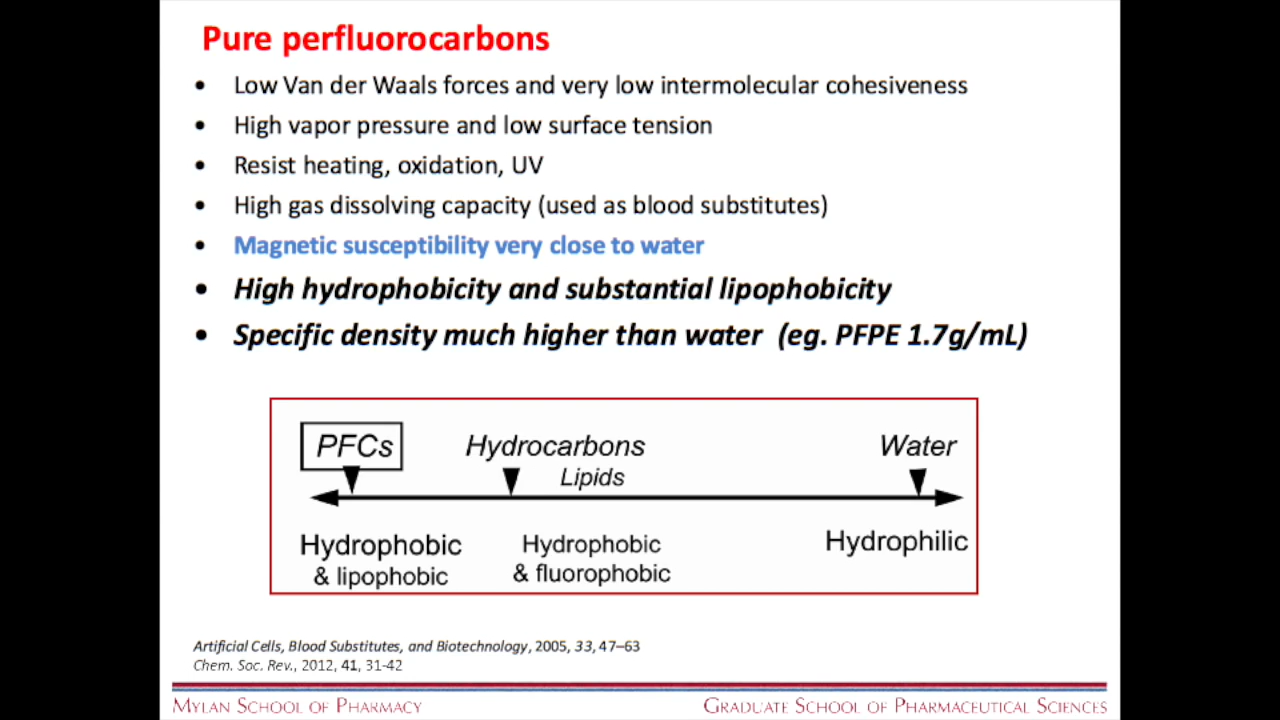 Pure perfluorocarbons
• Low Van der Waals forces and very low intermolecular cohesiveness
• High vapor pressure and low surface tension
• Resist heating, oxidation, UV
• High gas dissolving capacity (used as blood substitutes)
• Magnetic susceptibility very close to water
• High hydrophobicity and substantial lipophobicity
• Specific density much higher than water (eg. PFPE 1.7g/mL)
PFCs Hydrocarbons Water
Lipids
Hydrophobic Hydrophobic Hydrophilic
& lipophobic & fluorophobic
Artificial Cells, Blood Substitutes, and Biotechnology, 2005, 33, 47–63
Chem. Soc. Rev., 2012, 41, 31-42
Mylan School of Pharmacy Graduate School of Pharmaceutical Sciences